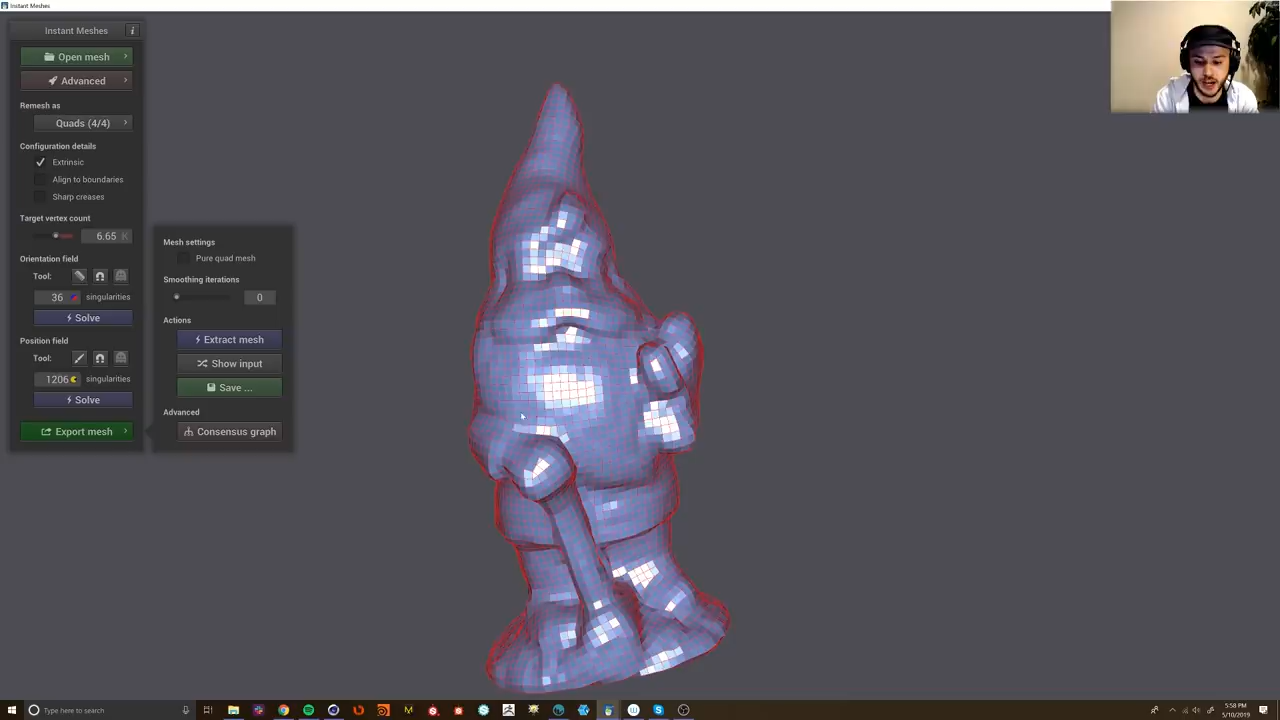 Instant Meshes
Instant Meshes
i
Open mesh
Advanced
Remesh as
Quads (4/4)
Configuration details
Extrinsic
Align to boundaries
Sharp creases
Target vertex count
6.65 K
Orientation field
Tool:
36 singularities
Solve
Position field
Tool:
1206 singularities
Solve
Export mesh
Mesh settings
Pure quad mesh
Smoothing iterations
0
Actions
Extract mesh
Show input
Save ...
Advanced
Consensus graph
Type here to search
5:58 PM
5/10/2019